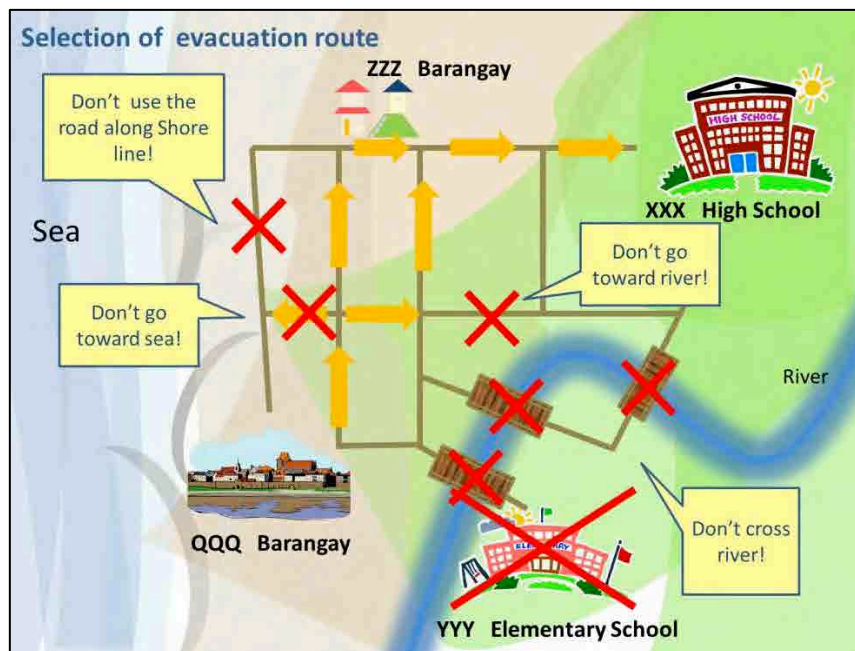 Selection of evacuation route
ZZZ Barangay
Don't use the
road along Shore
line!
HIGH SCHOOL
XXX High School
Sea
Don't go
toward river!
Don't go
toward sea!
River
QQQ Barangay
ELEMENTARY
Don't cross
river!
YYY Elementary School